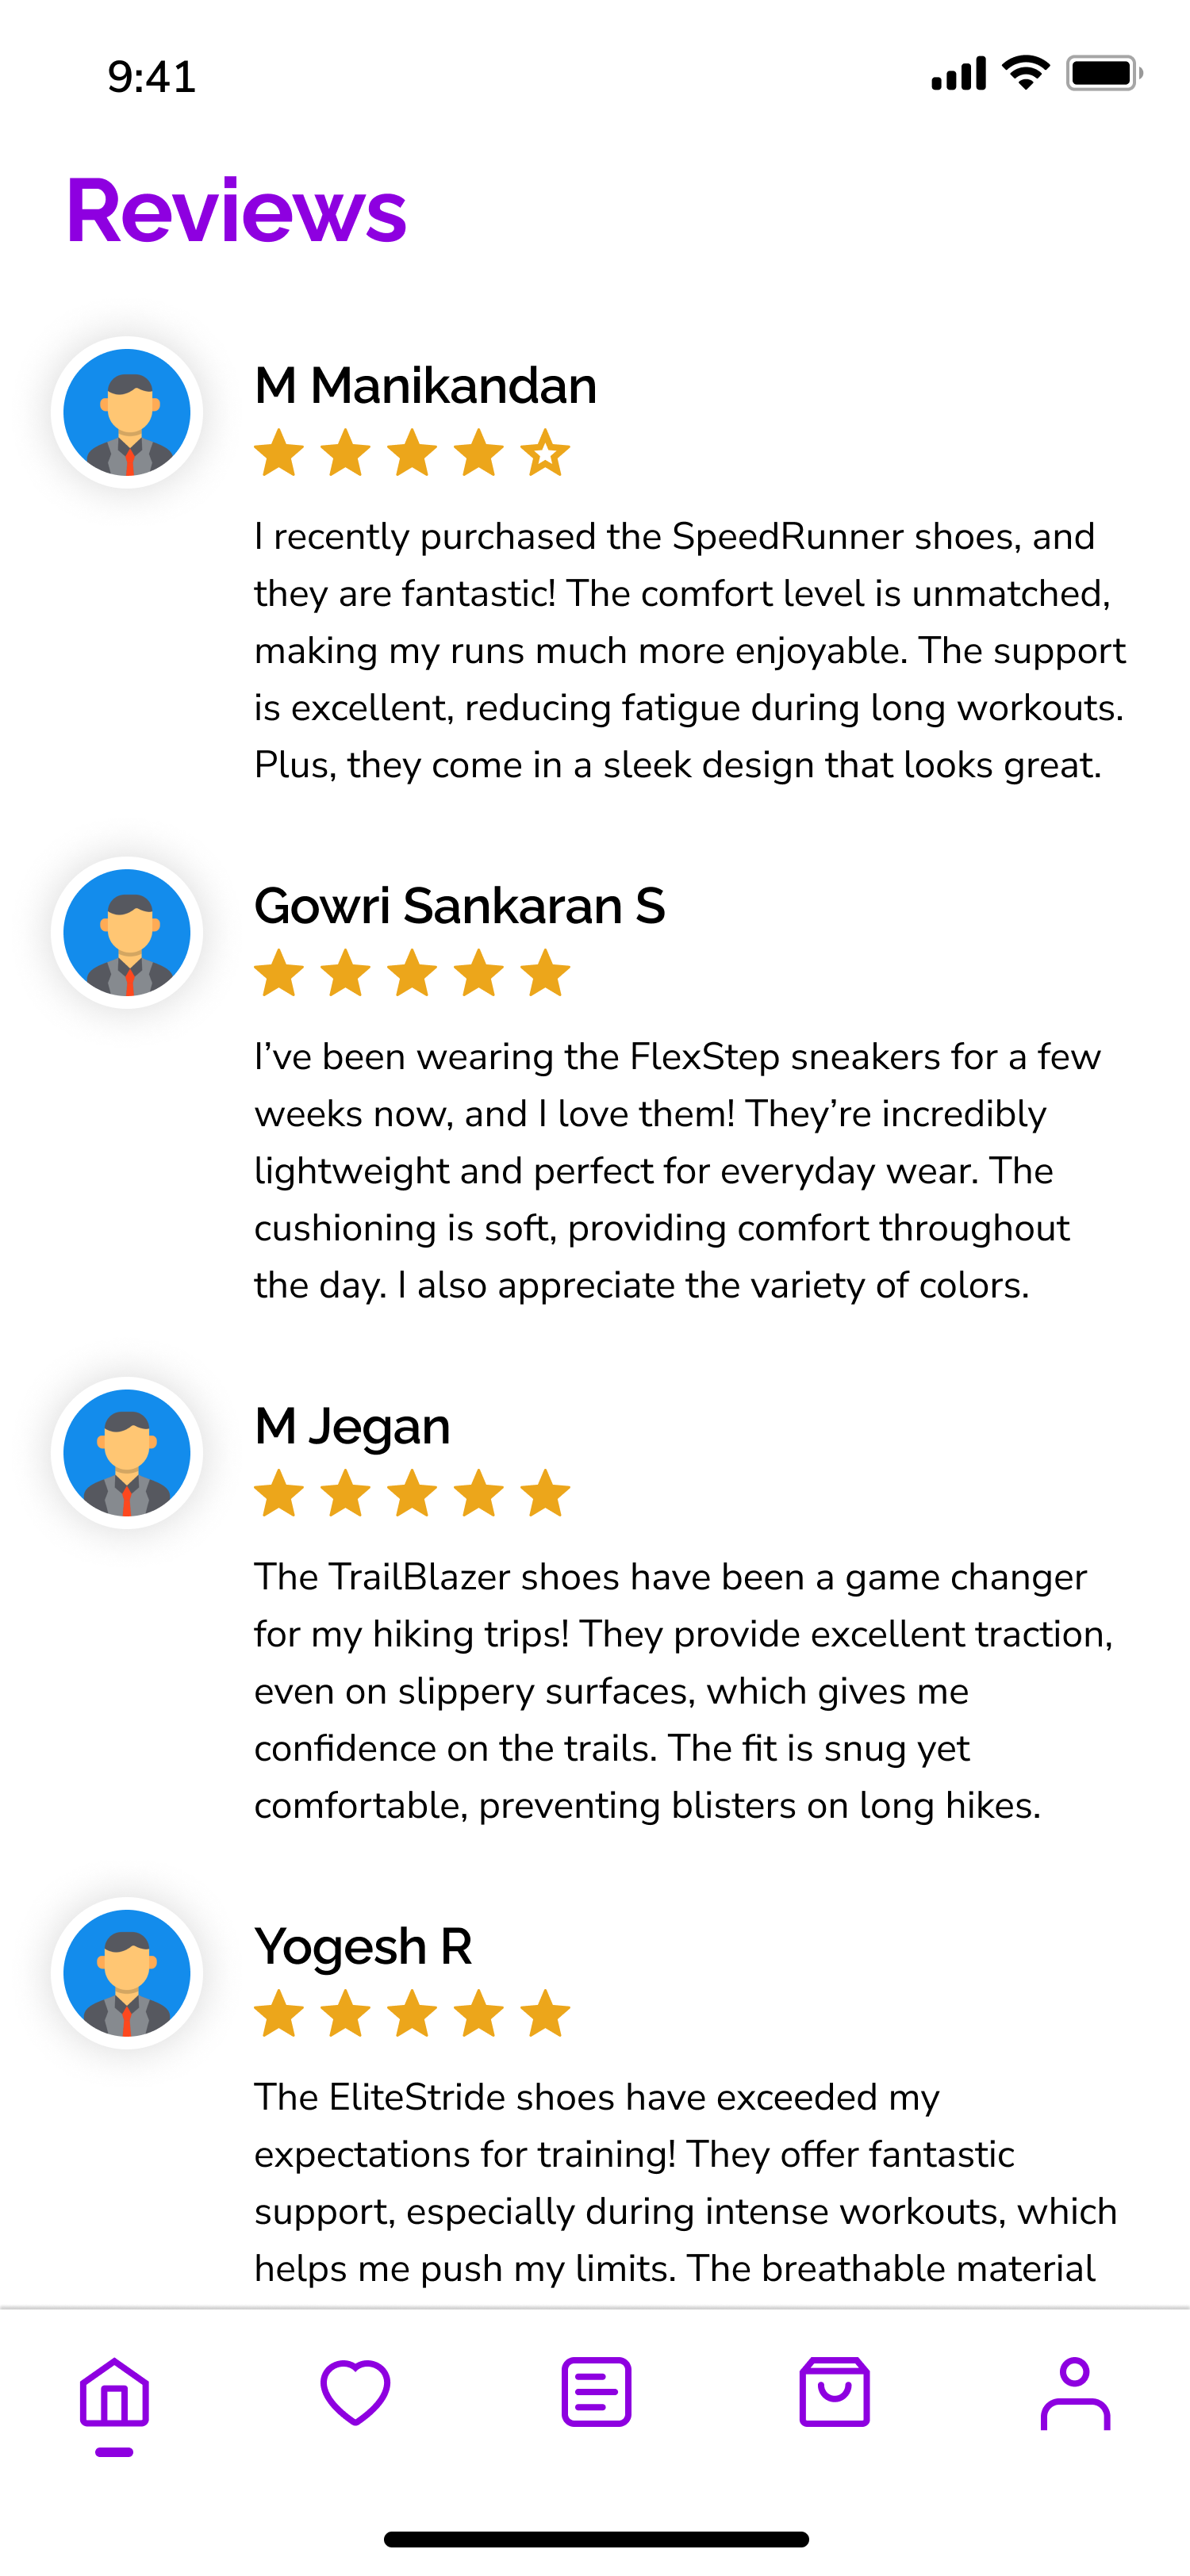 9:41
Reviews
M Manikandan
I recently purchased the SpeedRunner shoes, and
they are fantastic! The comfort level is unmatched,
making my runs much more enjoyable. The support
is excellent, reducing fatigue during long workouts.
Plus, they come in a sleek design that looks great.
Gowri Sankaran S
I’ve been wearing the FlexStep sneakers for a few
weeks now, and I love them! They’re incredibly
lightweight and perfect for everyday wear. The
cushioning is soft, providing comfort throughout
the day. I also appreciate the variety of colors.
M Jegan
The TrailBlazer shoes have been a game changer
for my hiking trips! They provide excellent traction,
even on slippery surfaces, which gives me
confidence on the trails. The fit is snug yet
comfortable, preventing blisters on long hikes.
Yogesh R
The EliteStride shoes have exceeded my
expectations for training! They offer fantastic
support, especially during intense workouts, which
helps me push my limits. The breathable material